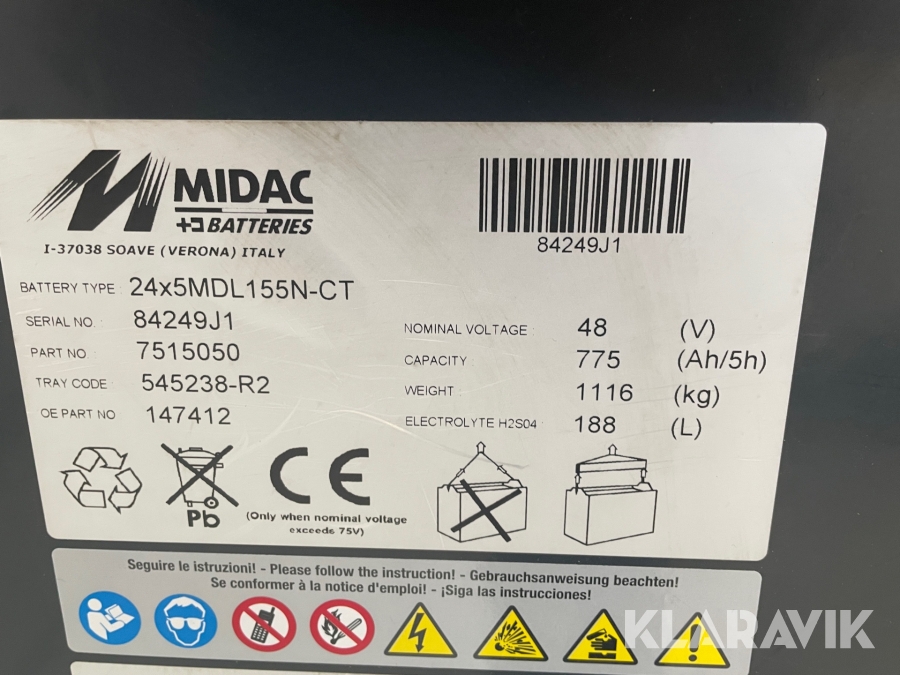 MIDAC
BATTERIES
I-37038 SOAVE (VERONA) ITALY
84249J1
BATTERY TYPE : 24x5MDL155N-CT
SERIAL NO. : 84249J1
PART NO. : 7515050
TRAY CODE : 545238-R2
OE PART NO 147412
NOMINAL VOLTAGE : 48 (V)
CAPACITY : 775 (Ah/5h)
WEIGHT : 1116 (kg)
ELECTROLYTE H2S04 : 188 (L)
Pb
CE
(Only when nominal voltage
exceeds 75V)
Seguire le istruzioni! - Please follow the instruction! - Gebrauchsanweisung beachten!
Se conformer à la notice d'emploi! - ¡Siga las instrucciones!
KLARAVIK